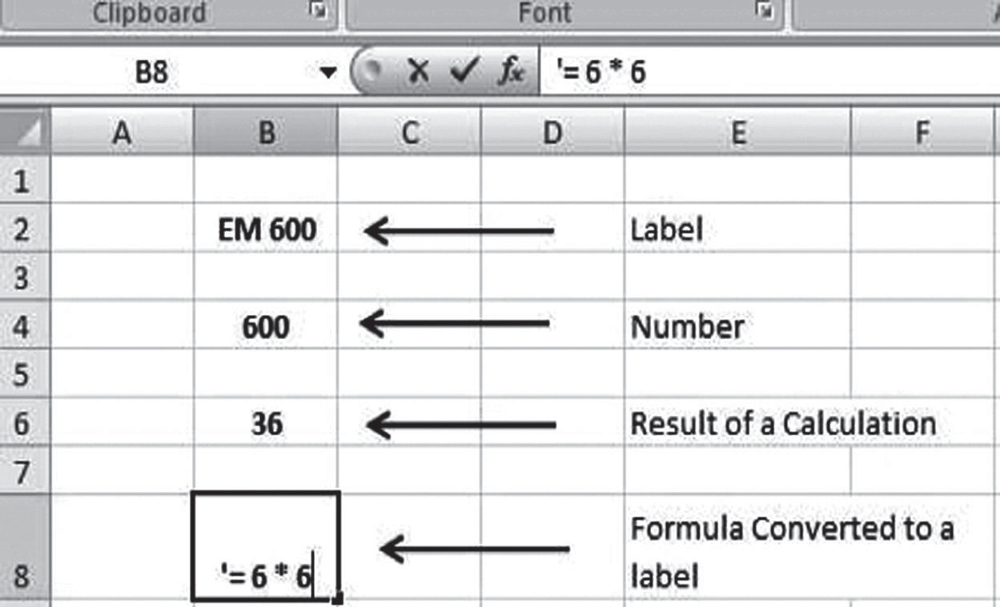 Clipboard Font
B8 fx '= 6 * 6
A B C D E F
1
2 EM 600 Label
3
4 600 Number
5
6 36 Result of a Calculation
7
Formula Converted to a
8 '= 6 * 6 label